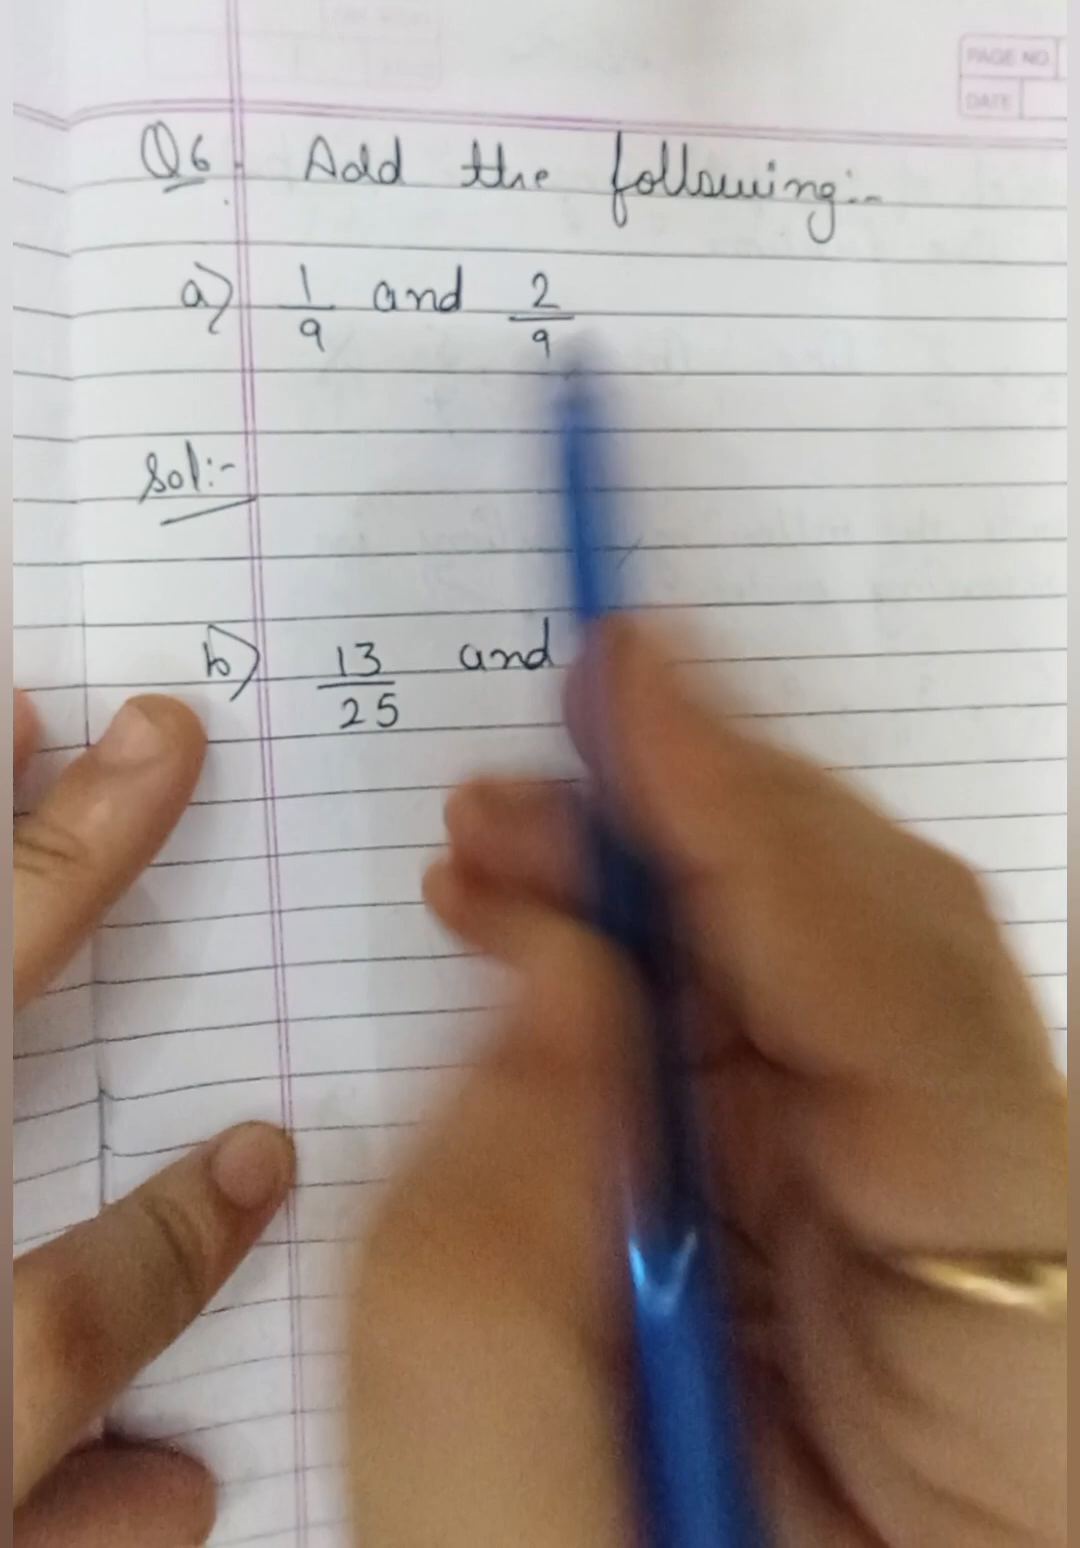 PAGE NO.
DATE
Q6. Add the following:-
a) 1/9 and 2/9
Sol:-
b) 13/25 and